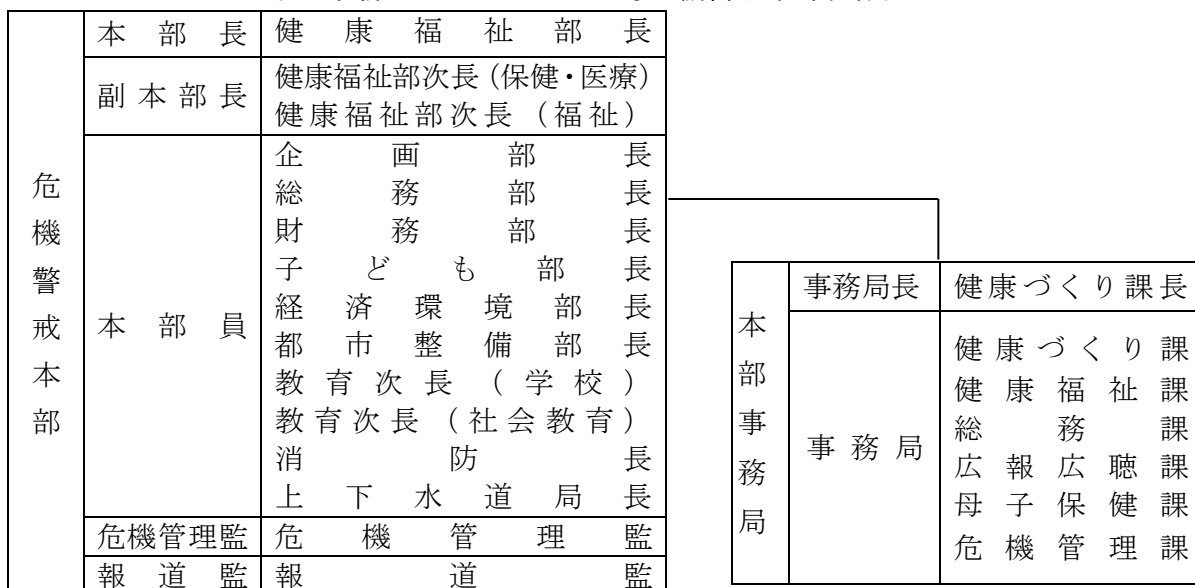 危機警戒本部
本部長 健康福祉部長
副本部長 健康福祉部次長（保健・医療）
健康福祉部次長（福祉）
本部員 企画部長
総務部長
財務部長
子ども部長
経済環境部長
都市整備部長
教育次長（学校）
教育次長（社会教育）
消防長
上下水道局長
危機管理監 危機管理監
報道監 報道監
本部事務局
事務局長 健康づくり課長
事務局 健康づくり課
健康福祉課
総務課
広報広聴課
母子保健課
危機管理課